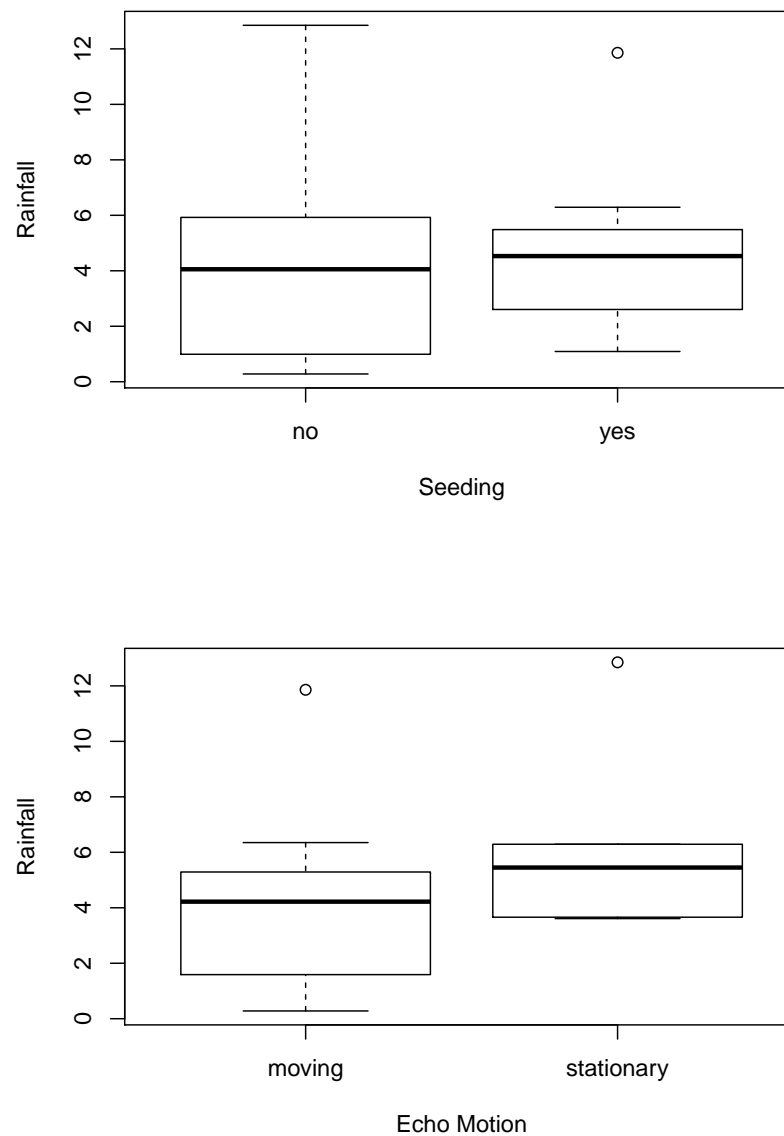 12
10
8
6
4
2
0
Rainfall
no
yes
Seeding
12
10
8
6
4
2
0
Rainfall
moving
stationary
Echo Motion